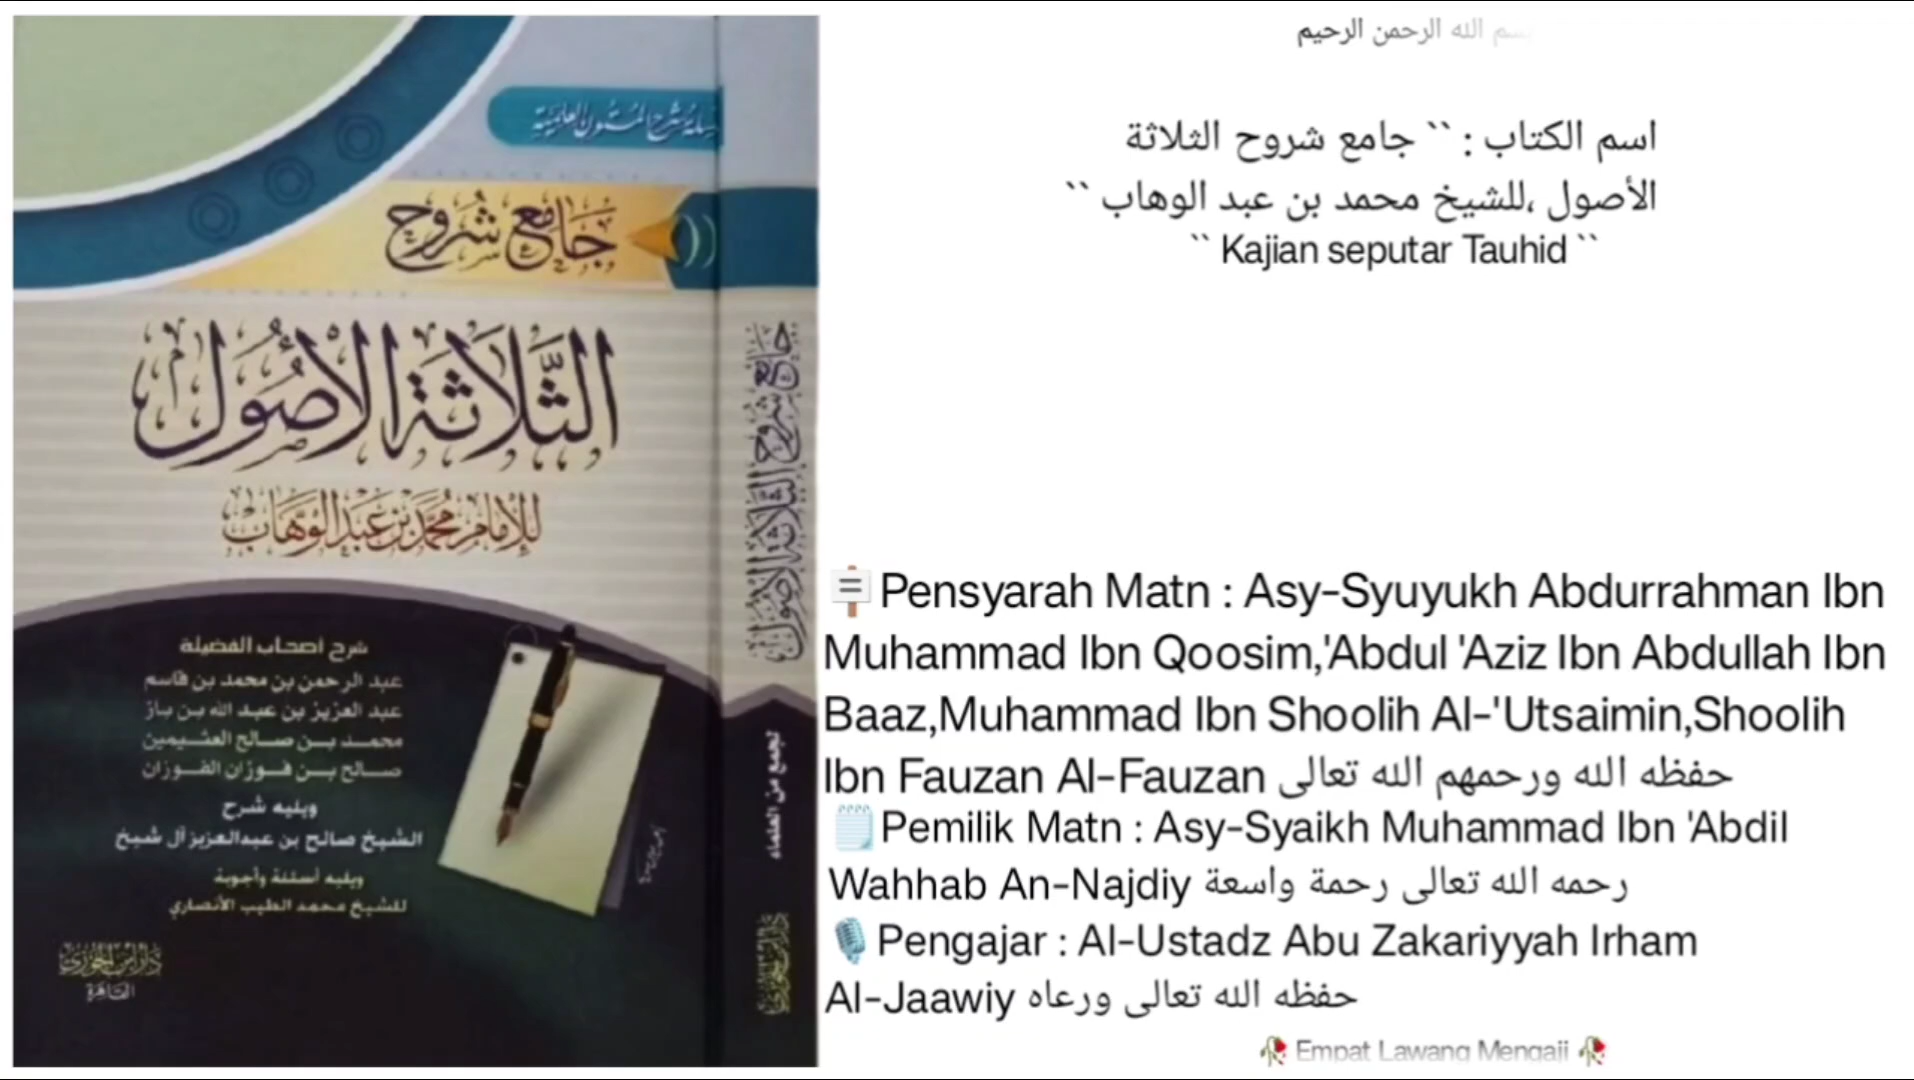 سلسلة شرح المتون العلمية
جامع شروح
الثلاثة الأصول
للإمام محمد بن عبد الوهاب
شرح أصحاب الفضيلة
عبد الرحمن بن محمد بن قاسم
عبد العزيز بن عبد الله بن باز
محمد بن صالح العثيمين
صالح بن فوزان الفوزان
ويليه شرح
الشيخ صالح بن عبدالعزيز آل شيخ
ويليه أسئلة وأجوبة
للشيخ محمد الطيب الأنصاري
دار ابن الجوزي
القاهرة
جامع شروح الثلاثة الأصول
لجمع من العلماء
دار ابن الجوزي
بسم الله الرحمن الرحيم
اسم الكتاب : `` جامع شروح الثلاثة
الأصول ،للشيخ محمد بن عبد الوهاب ``
`` Kajian seputar Tauhid ``
Pensyarah Matn : Asy-Syuyukh Abdurrahman Ibn
Muhammad Ibn Qoosim,'Abdul 'Aziz Ibn Abdullah Ibn
Baaz,Muhammad Ibn Shoolih Al-'Utsaimin,Shoolih
Ibn Fauzan Al-Fauzan حفظه الله ورحمهم الله تعالى
Pemilik Matn : Asy-Syaikh Muhammad Ibn 'Abdil
Wahhab An-Najdiy رحمه الله تعالى رحمة واسعة
Pengajar : Al-Ustadz Abu Zakariyyah Irham
Al-Jaawiy حفظه الله تعالى ورعاه
🥀 Empat Lawang Mengaji 🥀